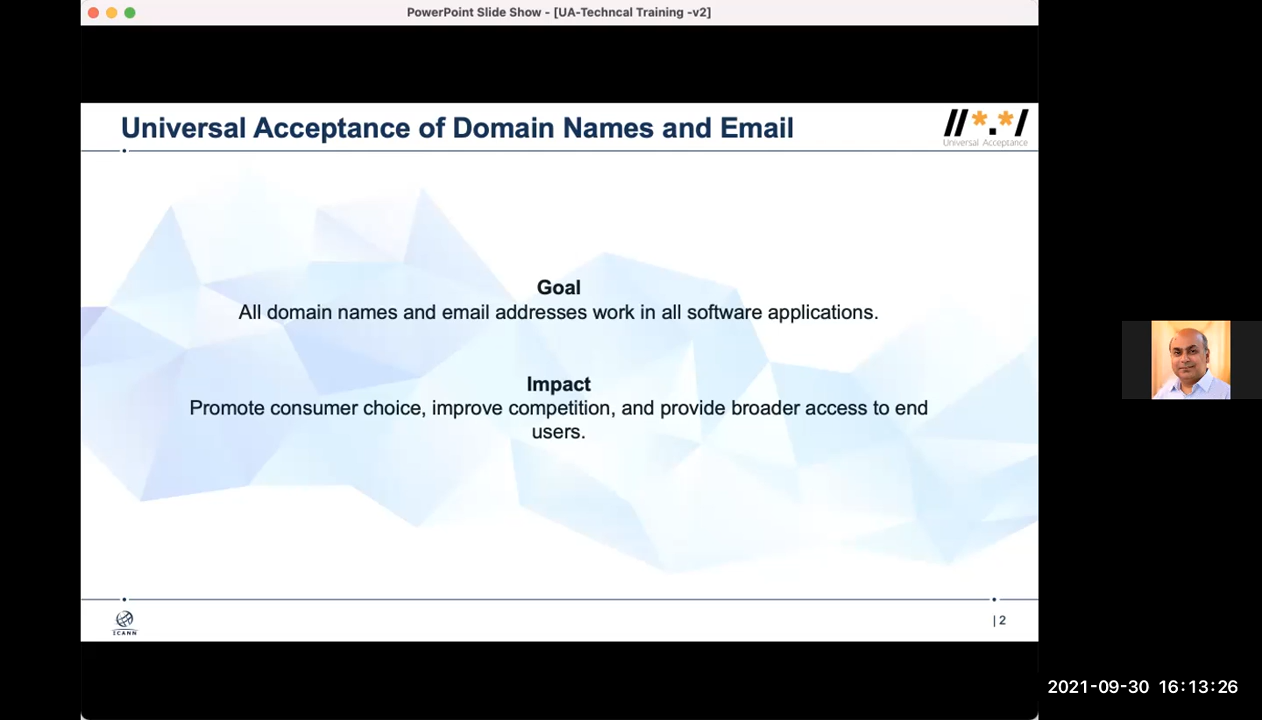 PowerPoint Slide Show - [UA-Techncal Training -v2]
Universal Acceptance of Domain Names and Email
//*.*/
Universal Acceptance
Goal
All domain names and email addresses work in all software applications.
Impact
Promote consumer choice, improve competition, and provide broader access to end
users.
ICANN
| 2
2021-09-30 16:13:26